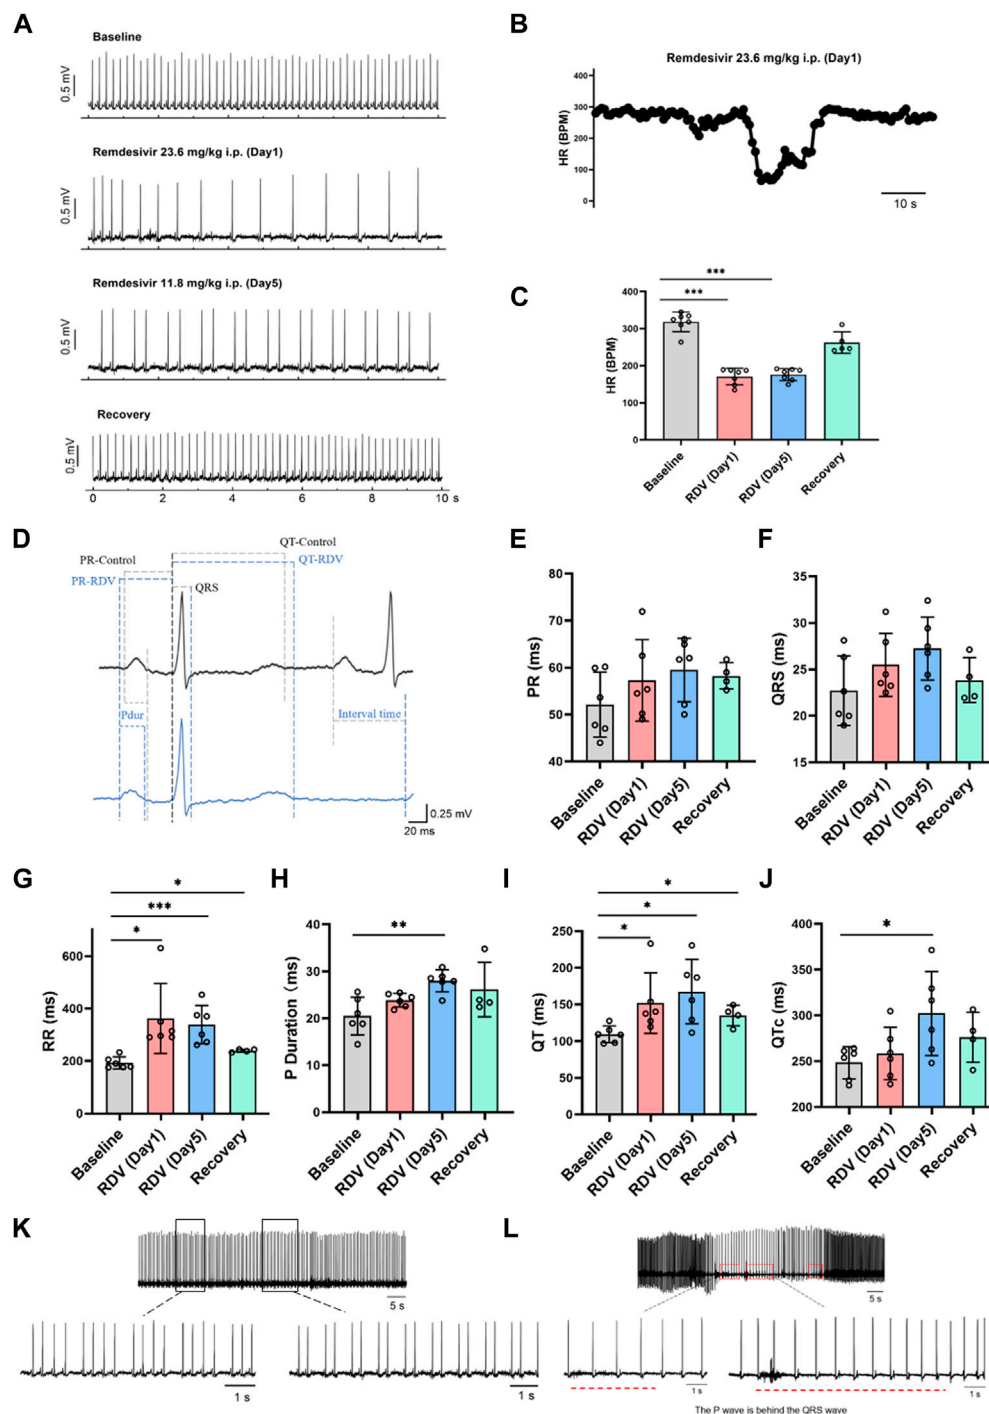 A
Baseline
0.5 mV
Remdesivir 23.6 mg/kg i.p. (Day1)
0.5 mV
Remdesivir 11.8 mg/kg i.p. (Day5)
0.5 mV
Recovery
0.5 mV
0 2 4 6 8 10 s
B
Remdesivir 23.6 mg/kg i.p. (Day1)
HR (BPM)
400
300
200
100
0
10 s
C
HR (BPM)
400
300
200
100
0
***
***
Baseline
RDV (Day1)
RDV (Day5)
Recovery
D
PR-Control
PR-RDV
QT-Control
QT-RDV
QRS
Pdur
Interval time
0.25 mV
20 ms
E
PR (ms)
80
70
60
50
40
Baseline
RDV (Day1)
RDV (Day5)
Recovery
F
QRS (ms)
35
30
25
20
15
Baseline
RDV (Day1)
RDV (Day5)
Recovery
G
RR (ms)
600
400
200
0
*
***
*
Baseline
RDV (Day1)
RDV (Day5)
Recovery
H
P Duration (ms)
40
30
20
10
0
**
Baseline
RDV (Day1)
RDV (Day5)
Recovery
I
QT (ms)
250
200
150
100
50
0
*
*
*
Baseline
RDV (Day1)
RDV (Day5)
Recovery
J
QTc (ms)
400
350
300
250
200
*
Baseline
RDV (Day1)
RDV (Day5)
Recovery
K
5 s
1 s
1 s
L
5 s
1 s
1 s
The P wave is behind the QRS wave